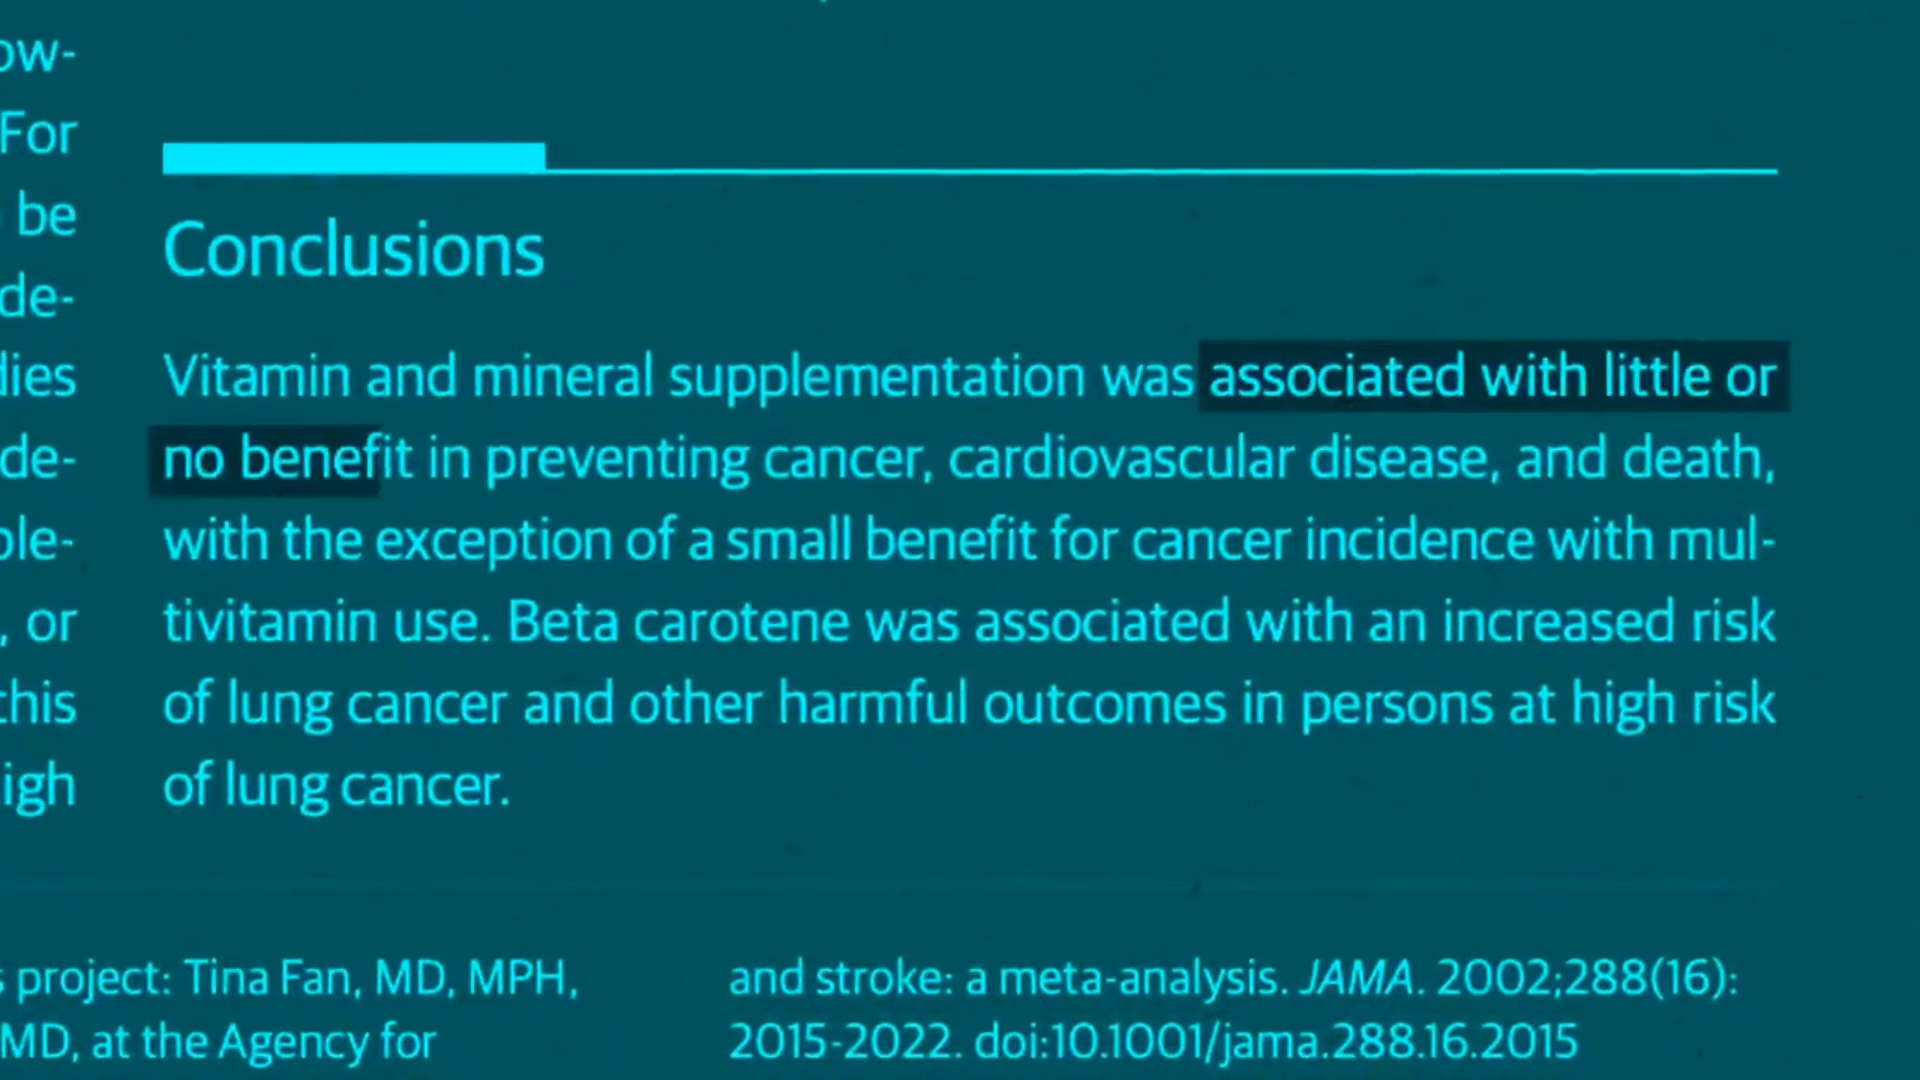 ow-
For
be
de-
dies
de-
ple-
, or
this
igh
Conclusions
Vitamin and mineral supplementation was associated with little or
no benefit in preventing cancer, cardiovascular disease, and death,
with the exception of a small benefit for cancer incidence with mul-
tivitamin use. Beta carotene was associated with an increased risk
of lung cancer and other harmful outcomes in persons at high risk
of lung cancer.
s project: Tina Fan, MD, MPH,
MD, at the Agency for
and stroke: a meta-analysis. JAMA. 2002;288(16):
2015-2022. doi:10.1001/jama.288.16.2015